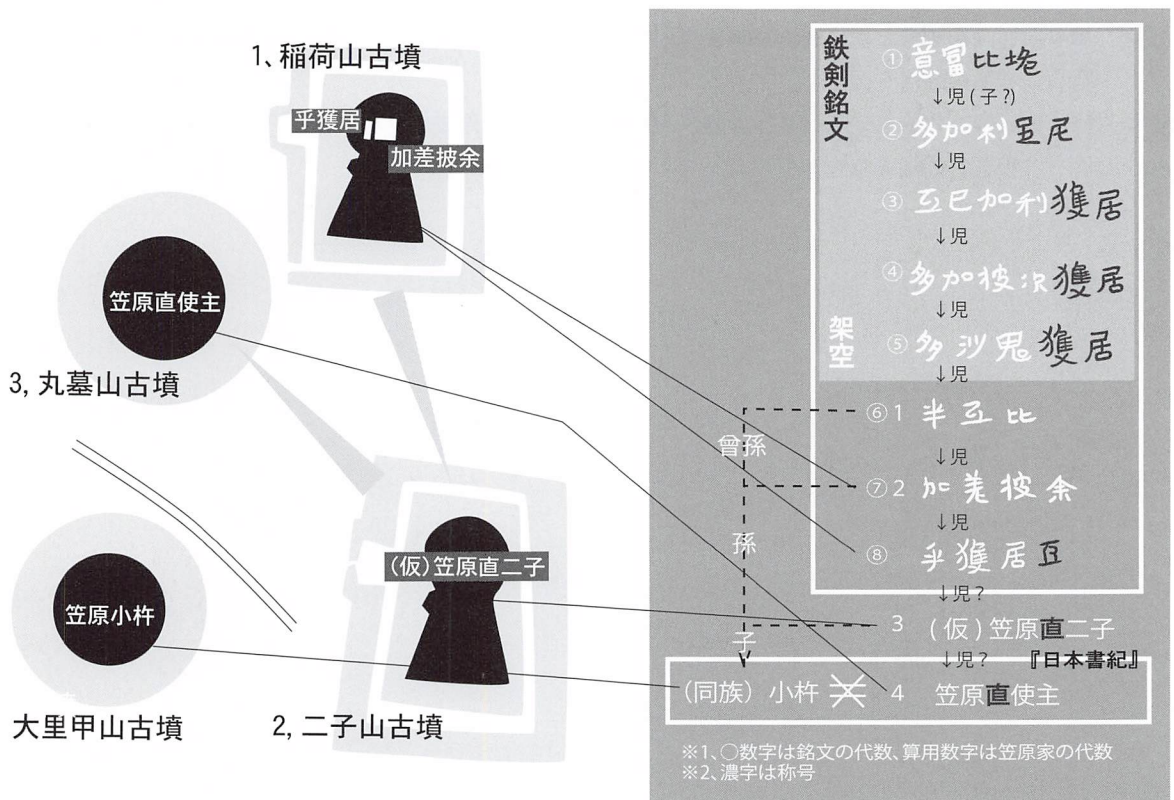 1、稲荷山古墳
乎獲居
加差披余
笠原直使主
3, 丸墓山古墳
(仮)笠原直二子
笠原小杵
大里甲山古墳
2, 二子山古墳
鉄剣銘文
架空
①意冨比垝
↓児(子?)
②多加利足尼
↓児
③弖已加利獲居
↓児
④多加披次獲居
↓児
⑤多沙鬼獲居
↓児
⑥1 半弖比
↓児
⑦2 加差披余
↓児
⑧ 乎獲居臣
↓児?
3 (仮)笠原直二子
↓児? 『日本書紀』
(同族) 小杵 4 笠原直使主
曾孫
孫
子
※1、○数字は銘文の代数、算用数字は笠原家の代数
※2、濃字は称号